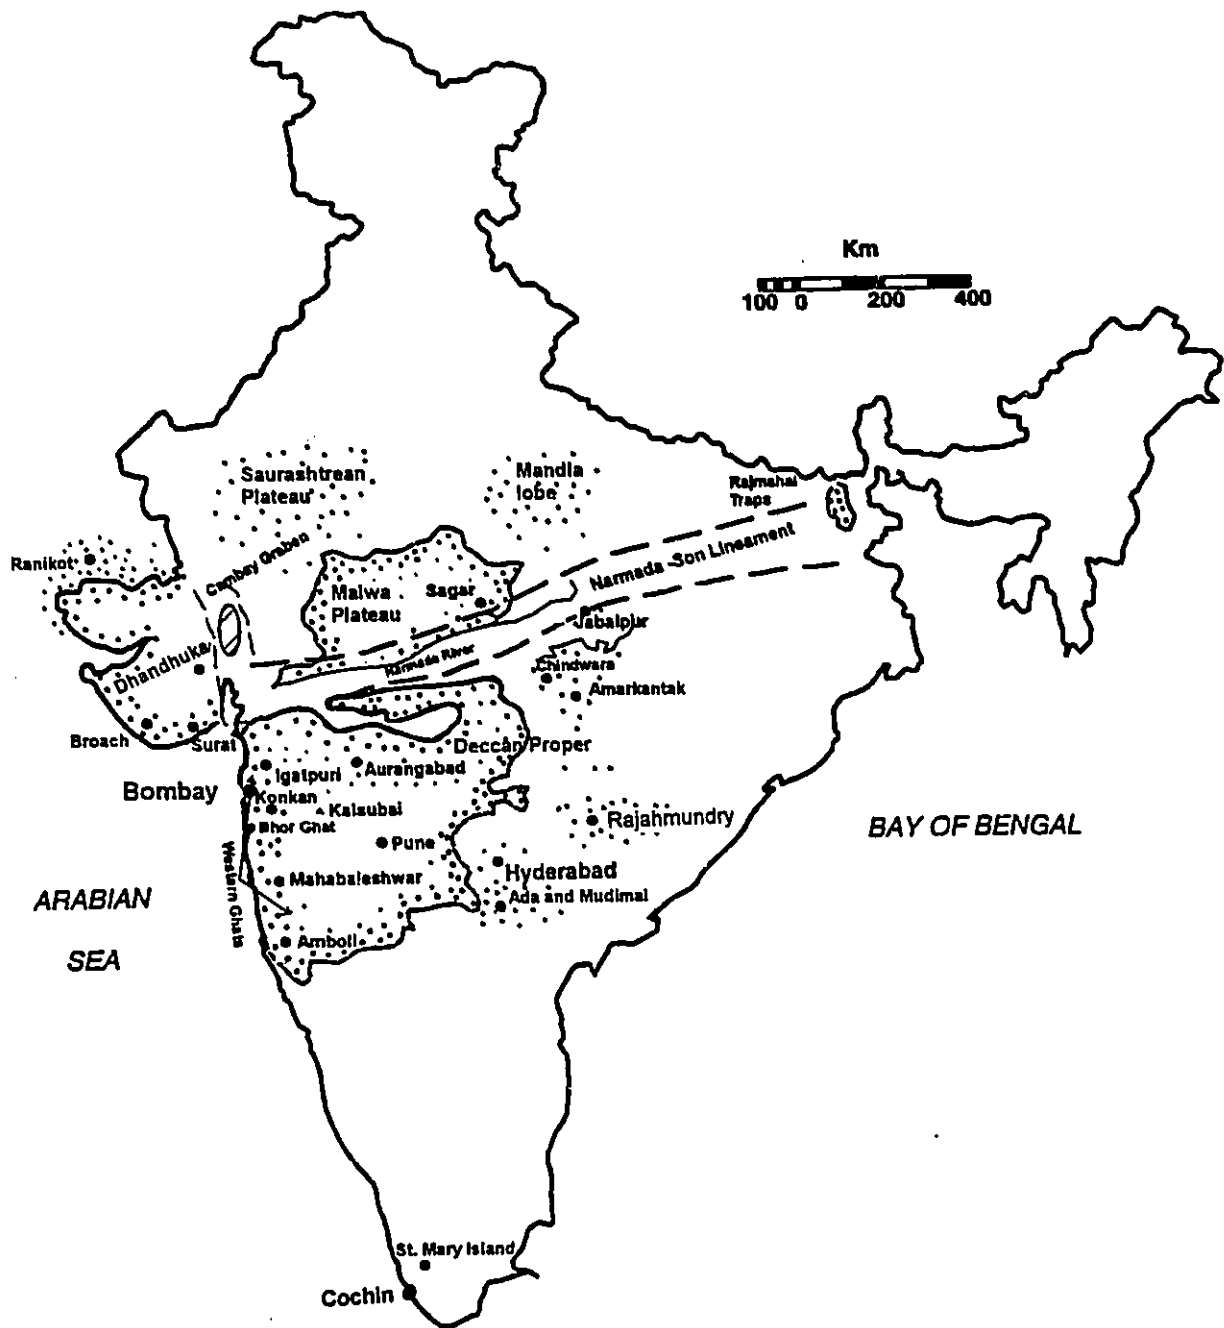 Km
100 0 200 400
Saurashtrean
Plateau
Mandla
lobe
Rajmahal
Traps
Ranikot
Cambay Graben
Narmada -Son Lineament
Malwa
Plateau
Sagar
Jabalpur
Dhandhuka
Narmada River
Chindwara
Amarkantak
Broach
Surat
Deccan Proper
Igatpuri
Aurangabad
Bombay
Konkan
Kalsubai
Bhor Ghat
Rajahmundry
BAY OF BENGAL
Pune
Western Ghats
Hyderabad
Mahabaleshwar
Ada and Mudimal
ARABIAN
SEA
Amboli
St. Mary Island
Cochin